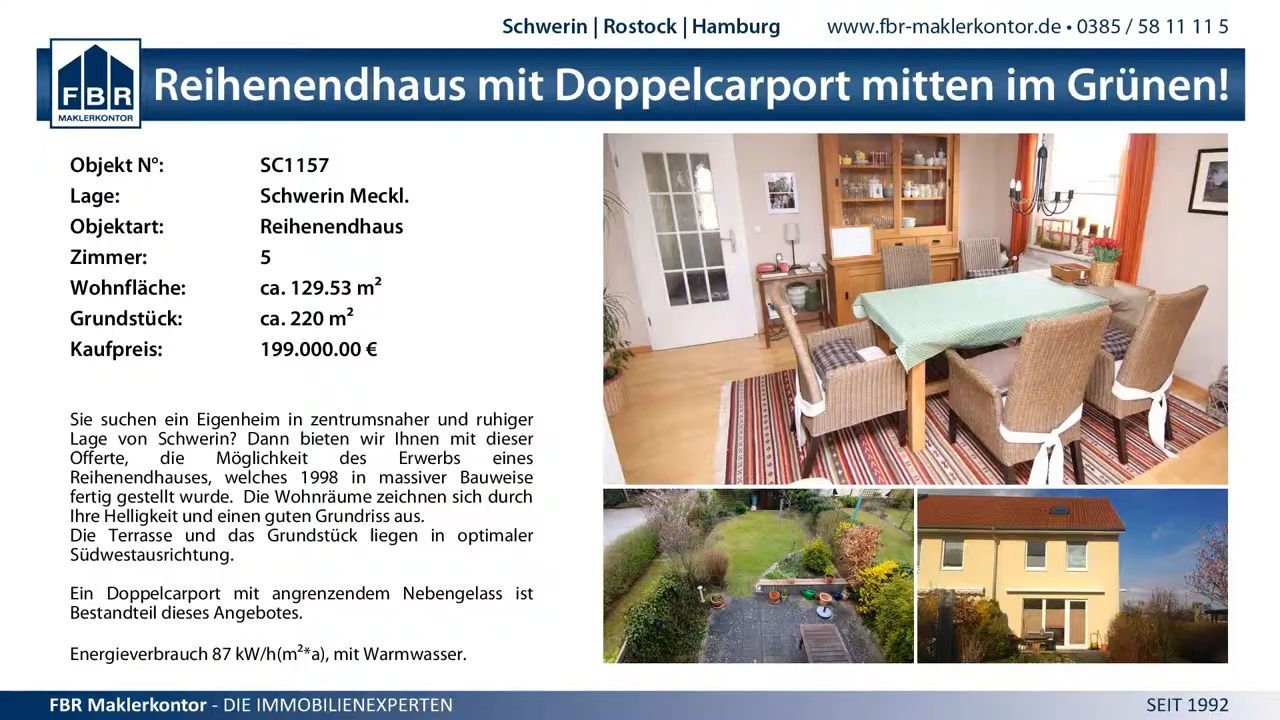 Schwerin | Rostock | Hamburg www.fbr-maklerkontor.de • 0385 / 58 11 11 5
FBR
MAKLERKONTOR
Reihenendhaus mit Doppelcarport mitten im Grünen!
Objekt N°: SC1157
Lage: Schwerin Meckl.
Objektart: Reihenendhaus
Zimmer: 5
Wohnfläche: ca. 129.53 m²
Grundstück: ca. 220 m²
Kaufpreis: 199.000.00 €
Sie suchen ein Eigenheim in zentrumsnaher und ruhiger
Lage von Schwerin? Dann bieten wir Ihnen mit dieser
Offerte, die Möglichkeit des Erwerbs eines
Reihenendhauses, welches 1998 in massiver Bauweise
fertig gestellt wurde. Die Wohnräume zeichnen sich durch
Ihre Helligkeit und einen guten Grundriss aus.
Die Terrasse und das Grundstück liegen in optimaler
Südwestausrichtung.
Ein Doppelcarport mit angrenzendem Nebengelass ist
Bestandteil dieses Angebotes.
Energieverbrauch 87 kW/h(m²*a), mit Warmwasser.
FBR Maklerkontor - DIE IMMOBILIENEXPERTEN SEIT 1992